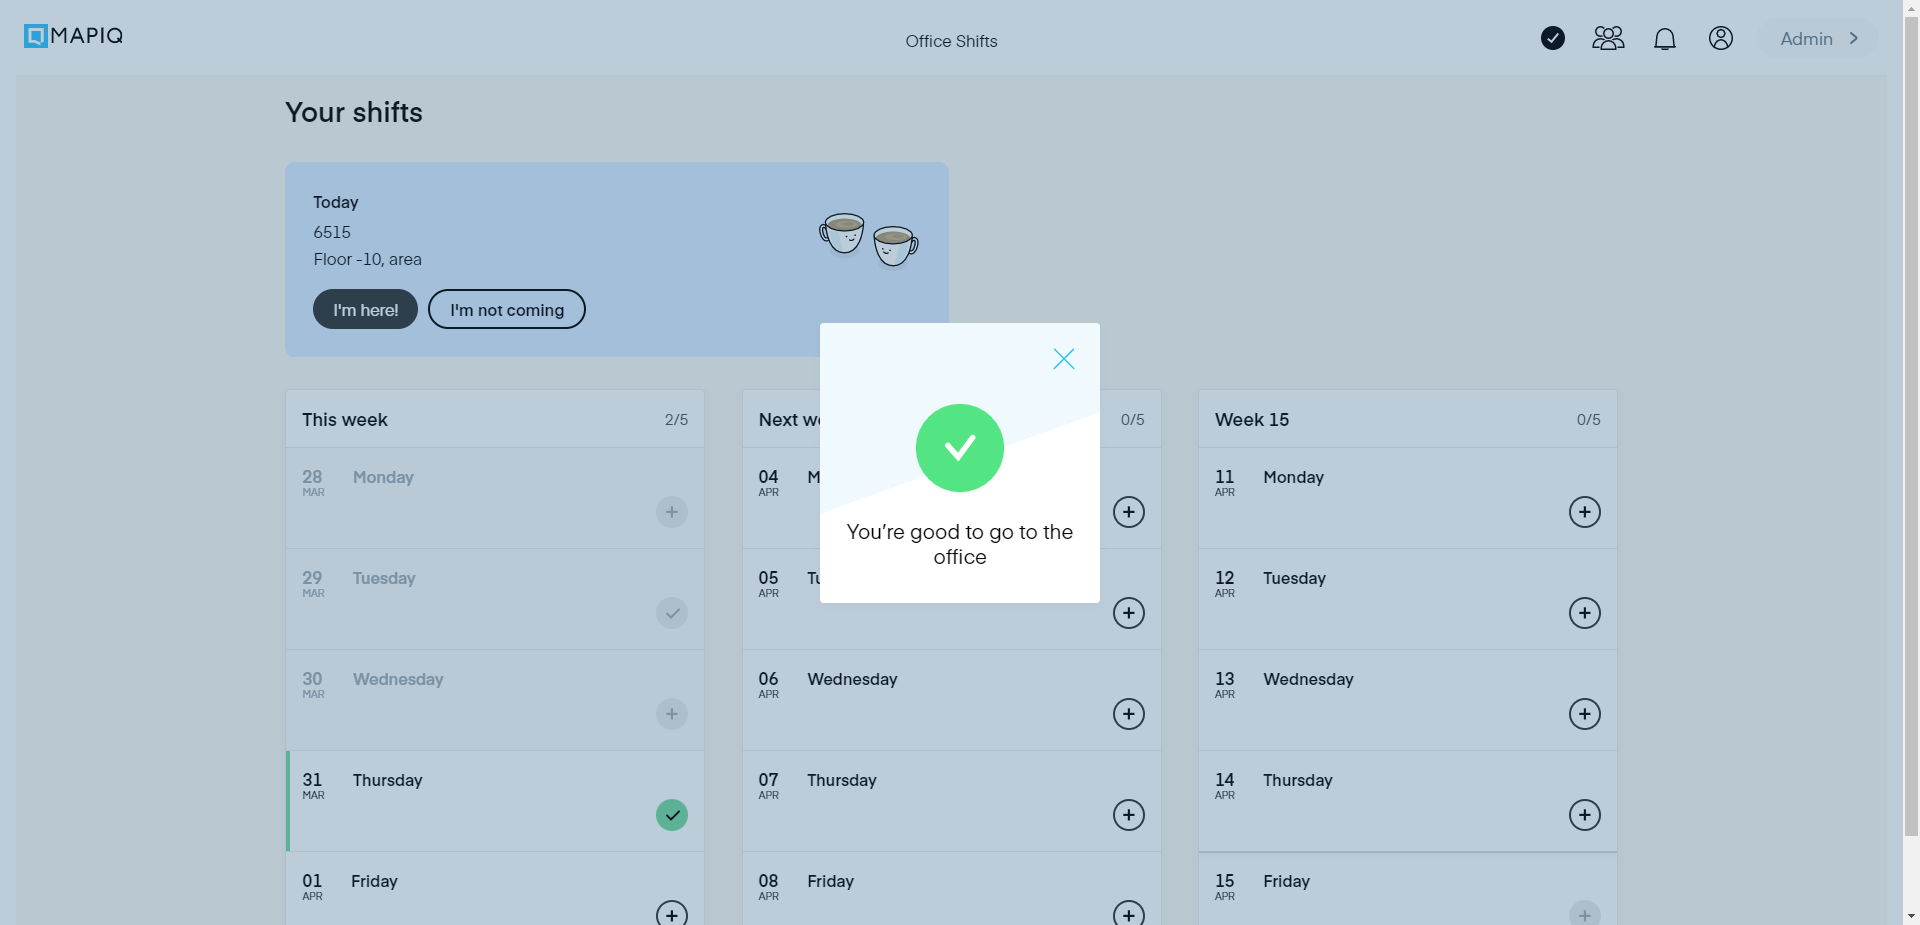 MAPIQ
Office Shifts
Admin
Your shifts
Today
6515
Floor -10, area
I'm here!
I'm not coming
This week
2/5
28
MAR
Monday
29
MAR
Tuesday
30
MAR
Wednesday
31
MAR
Thursday
01
APR
Friday
Next we
0/5
04
APR
M
05
APR
Tu
06
APR
Wednesday
07
APR
Thursday
08
APR
Friday
Week 15
0/5
11
APR
Monday
12
APR
Tuesday
13
APR
Wednesday
14
APR
Thursday
15
APR
Friday
You’re good to go to the
office